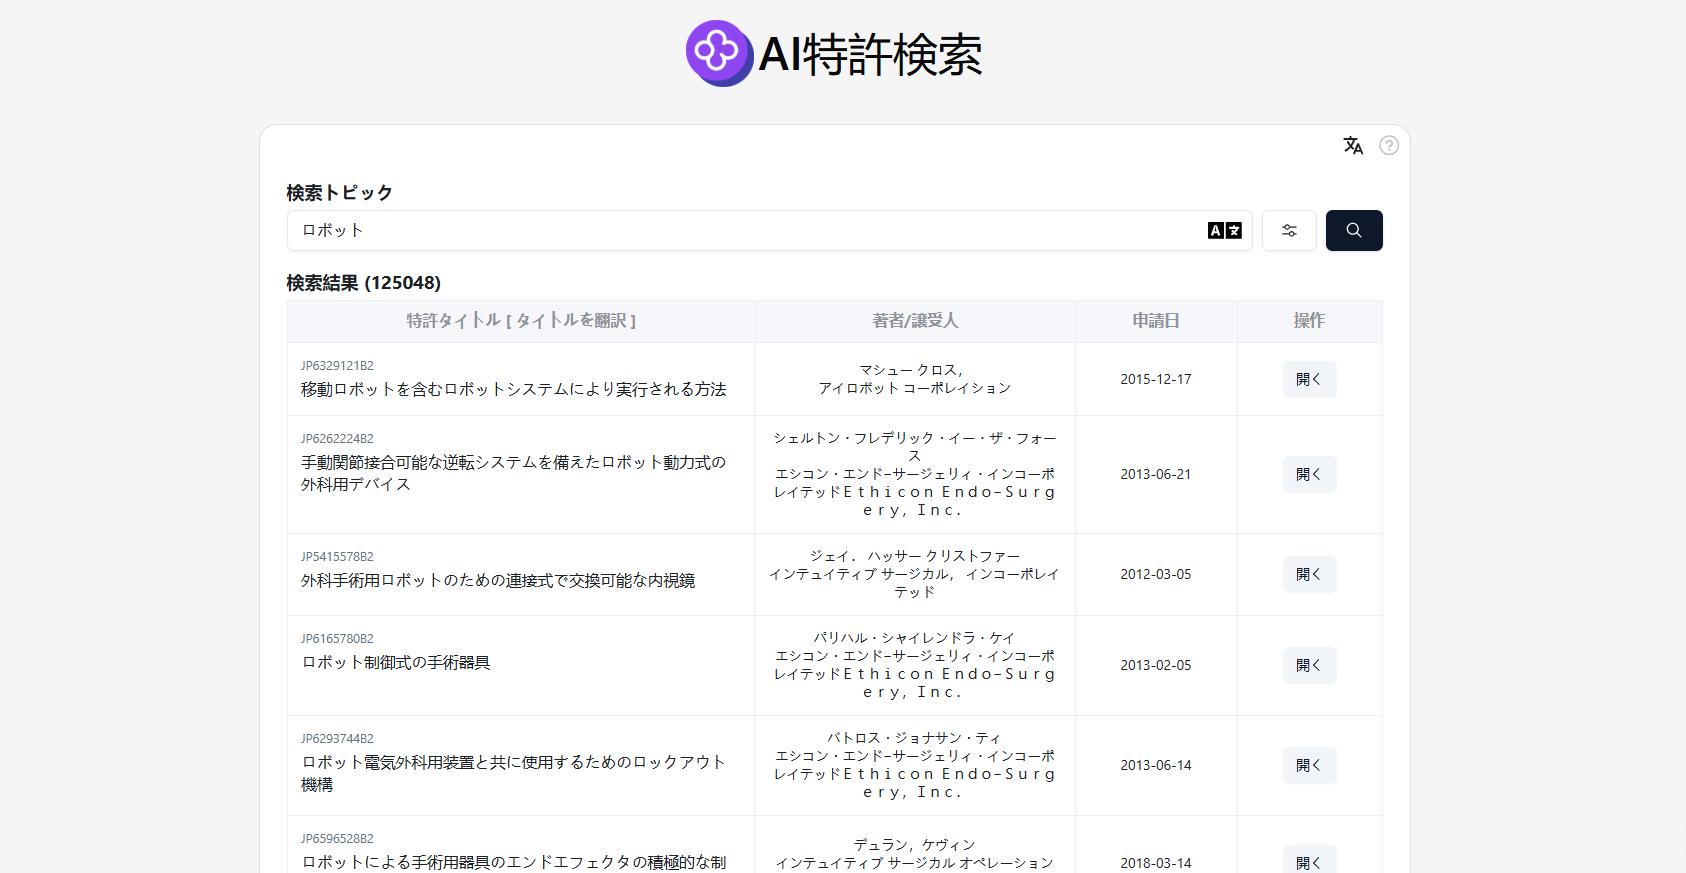 AI特許検索
検索トピック
ロボット
検索結果 (125048)
特許タイトル [ タイトルを翻訳 ]
著者/譲受人
申請日
操作
JP6329121B2
移動ロボットを含むロボットシステムにより実行される方法
マシュー クロス,
アイロボット コーポレイション
2015-12-17
開く
JP6262224B2
手動関節接合可能な逆転システムを備えたロボット動力式の
外科用デバイス
シェルトン・フレデリック・イー・ザ・フォー
ス
エシコン・エンド−サージェリィ・インコーポ
レイテッドＥｔｈｉｃｏｎ Ｅｎｄｏ−Ｓｕｒｇ
ｅｒｙ，Ｉｎｃ．
2013-06-21
開く
JP5415578B2
外科手術用ロボットのための連接式で交換可能な内視鏡
ジェイ． ハッサー クリストファー
インテュイティブ サージカル， インコーポレイ
テッド
2012-03-05
開く
JP6165780B2
ロボット制御式の手術器具
パリハル・シャイレンドラ・ケイ
エシコン・エンド−サージェリィ・インコーポ
レイテッドＥｔｈｉｃｏｎ Ｅｎｄｏ−Ｓｕｒｇ
ｅｒｙ，Ｉｎｃ．
2013-02-05
開く
JP6293744B2
ロボット電気外科用装置と共に使用するためのロックアウト
機構
バトロス・ジョナサン・ティ
エシコン・エンド−サージェリィ・インコーポ
レイテッドＥｔｈｉｃｏｎ Ｅｎｄｏ−Ｓｕｒｇ
ｅｒｙ，Ｉｎｃ．
2013-06-14
開く
JP6596528B2
ロボットによる手術用器具のエンドエフェクタの積極的な制
デュラン，ケヴィン
インテュイティブ サージカル オペレーション
2018-03-14
開く